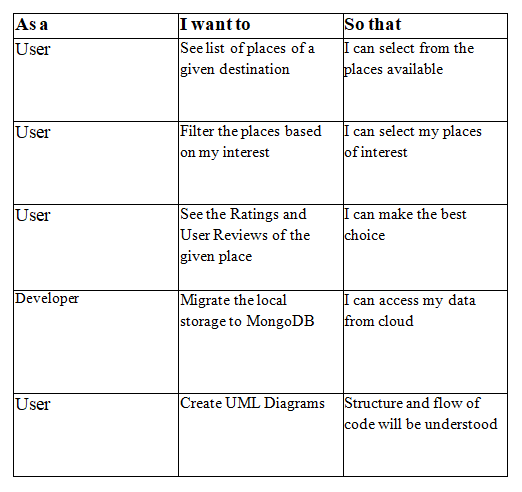 As a I want to So that
User See list of places of a I can select from the
given destination places available
User Filter the places based I can select my places
on my interest of interest
User See the Ratings and I can make the best
User Reviews of the choice
given place
Developer Migrate the local I can access my data
storage to MongoDB from cloud
User Create UML Diagrams Structure and flow of
code will be understood